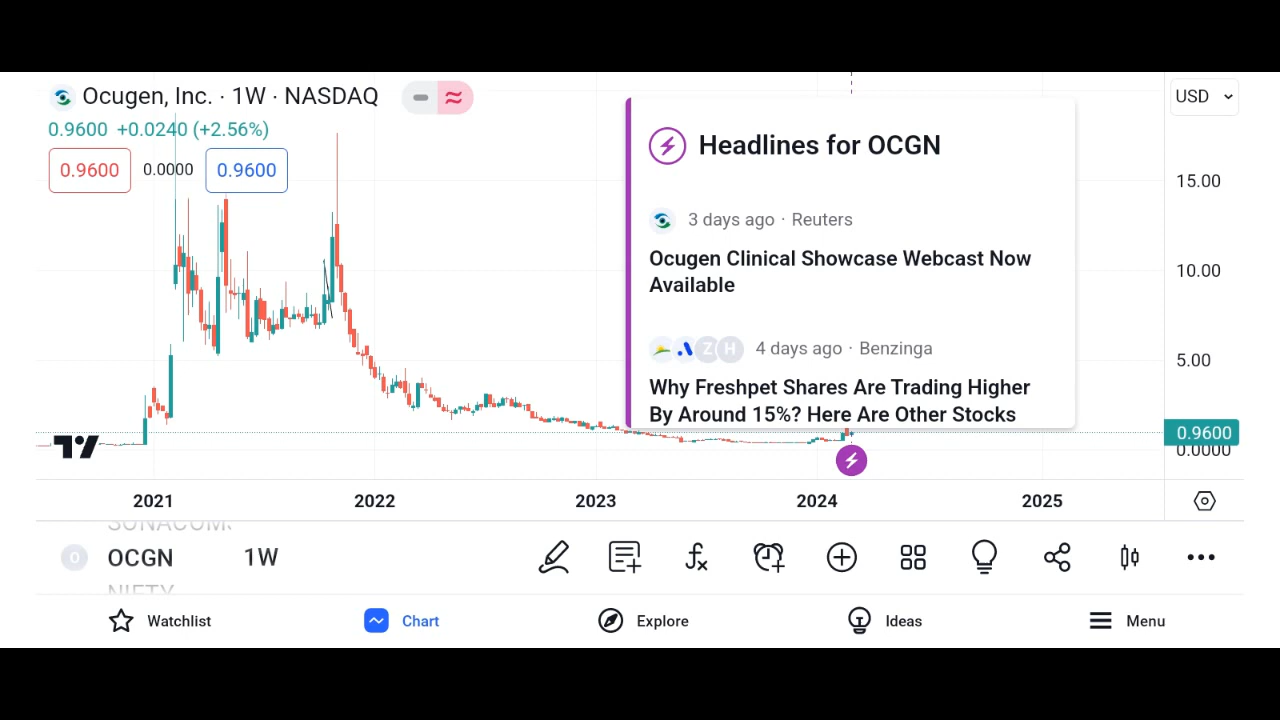 Ocugen, Inc. · 1W · NASDAQ
USD
0.9600 +0.0240 (+2.56%)
0.9600 0.0000 0.9600
Headlines for OCGN
3 days ago · Reuters
Ocugen Clinical Showcase Webcast Now
Available
Z H 4 days ago · Benzinga
Why Freshpet Shares Are Trading Higher
By Around 15%? Here Are Other Stocks
15.00
10.00
5.00
0.9600
0.0000
2021 2022 2023 2024 2025
SONACOMS
O OCGN 1W
NIFTY
Watchlist Chart Explore Ideas Menu